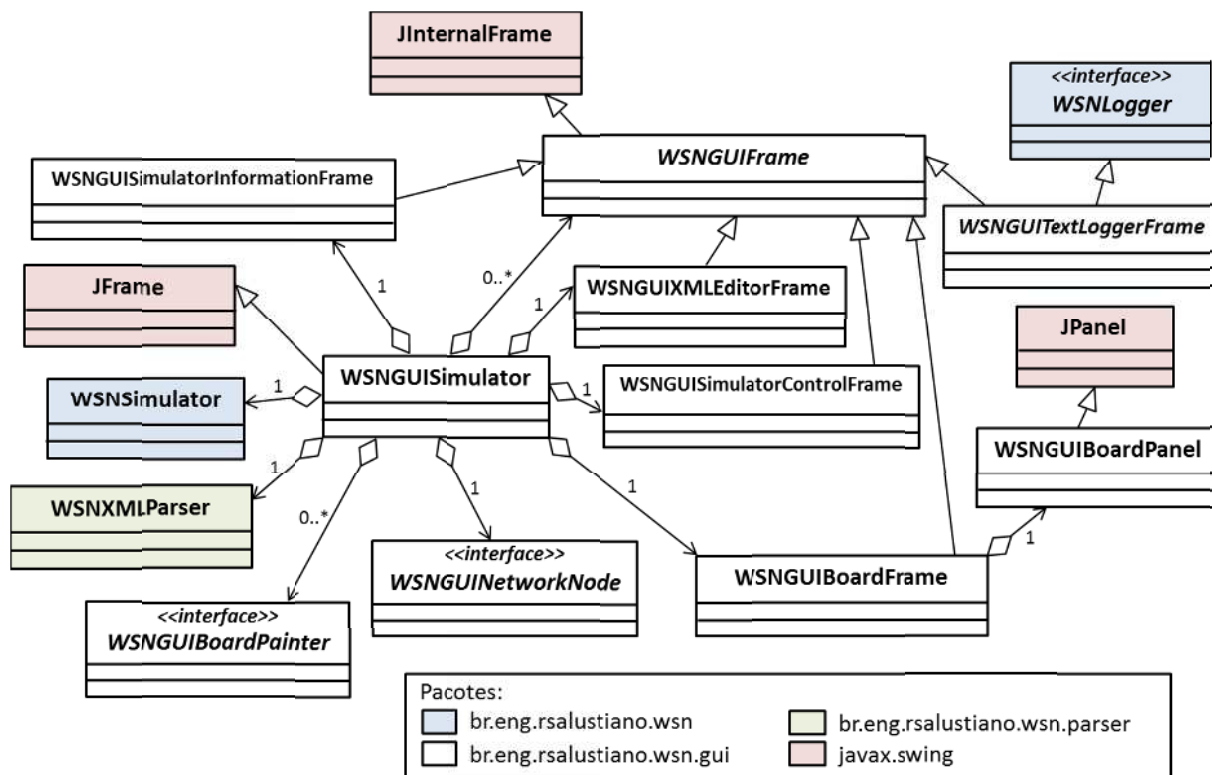 JInternalFrame
<<interface>>
WSNLogger
WSNGUIFrame
WSNGUISimulatorInformationFrame
WSNGUITextLoggerFrame
JFrame
1
0..*
1
WSNGUIXMLEditorFrame
JPanel
WSNGUISimulator
WSNSimulator
1
1
WSNGUISimulatorControlFrame
WSNGUIBoardPanel
1
WSNXMLParser
0..*
1
1
1
<<interface>>
WSNGUINetworkNode
WSNGUIBoardFrame
<<interface>>
WSNGUIBoardPainter
Pacotes:
br.eng.rsalustiano.wsn
br.eng.rsalustiano.wsn.parser
br.eng.rsalustiano.wsn.gui
javax.swing